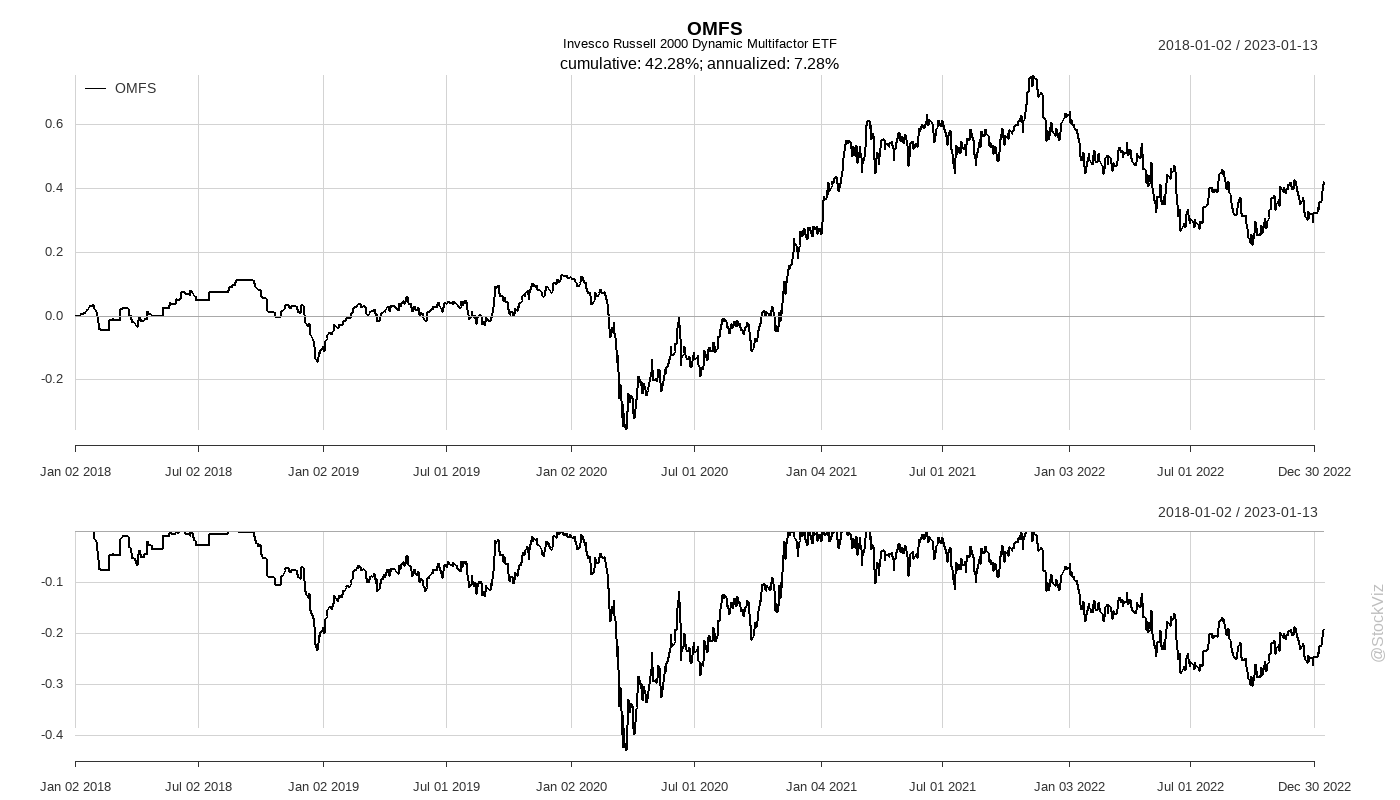 OMFS
Invesco Russell 2000 Dynamic Multifactor ETF
cumulative: 42.28%; annualized: 7.28%
2018-01-02 / 2023-01-13
OMFS
0.6
0.4
0.2
0.0
-0.2
Jan 02 2018 Jul 02 2018 Jan 02 2019 Jul 01 2019 Jan 02 2020 Jul 01 2020 Jan 04 2021 Jul 01 2021 Jan 03 2022 Jul 01 2022 Dec 30 2022
2018-01-02 / 2023-01-13
-0.1
-0.2
-0.3
-0.4
Jan 02 2018 Jul 02 2018 Jan 02 2019 Jul 01 2019 Jan 02 2020 Jul 01 2020 Jan 04 2021 Jul 01 2021 Jan 03 2022 Jul 01 2022 Dec 30 2022
@StockViz